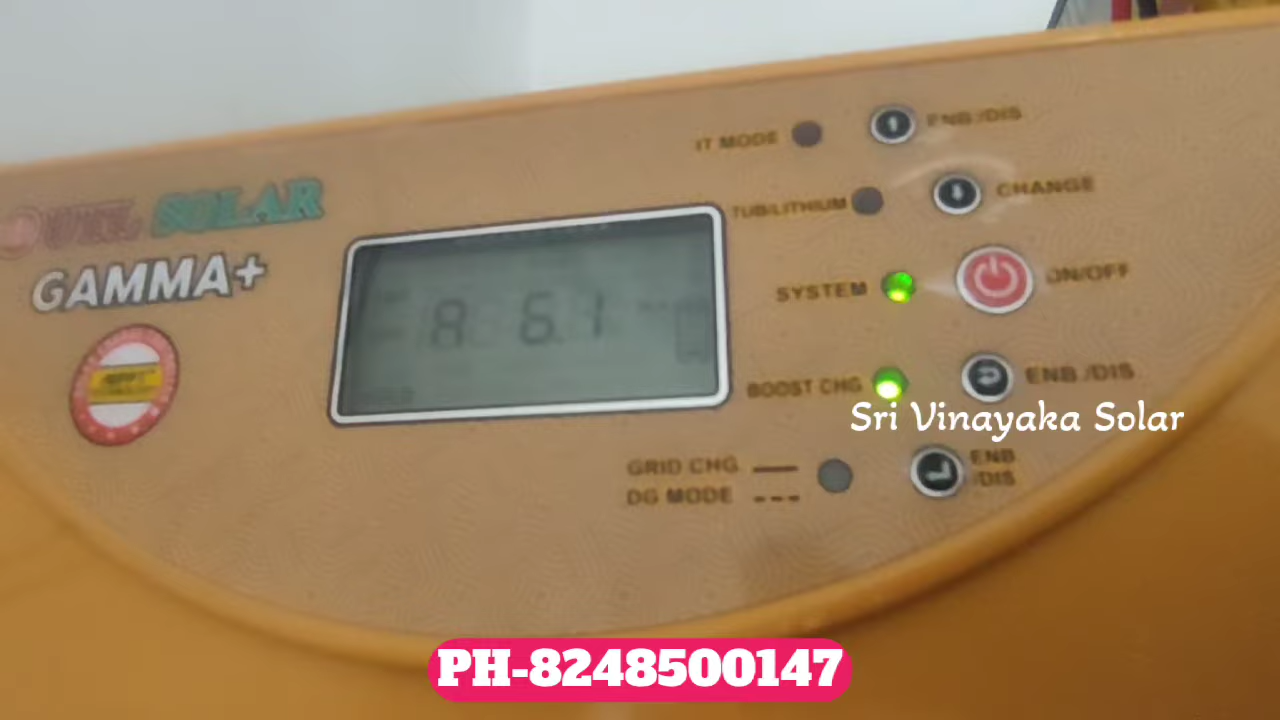 IT MODE
ENB/DIS
TUB/LITHIUM
CHANGE
SOLAR
GAMMA+
SYSTEM
ON/OFF
A 6.1
BOOST CHG
ENB/DIS
Sri Vinayaka Solar
GRID CHG
ENB
/DIS
DG MODE
PH-8248500147